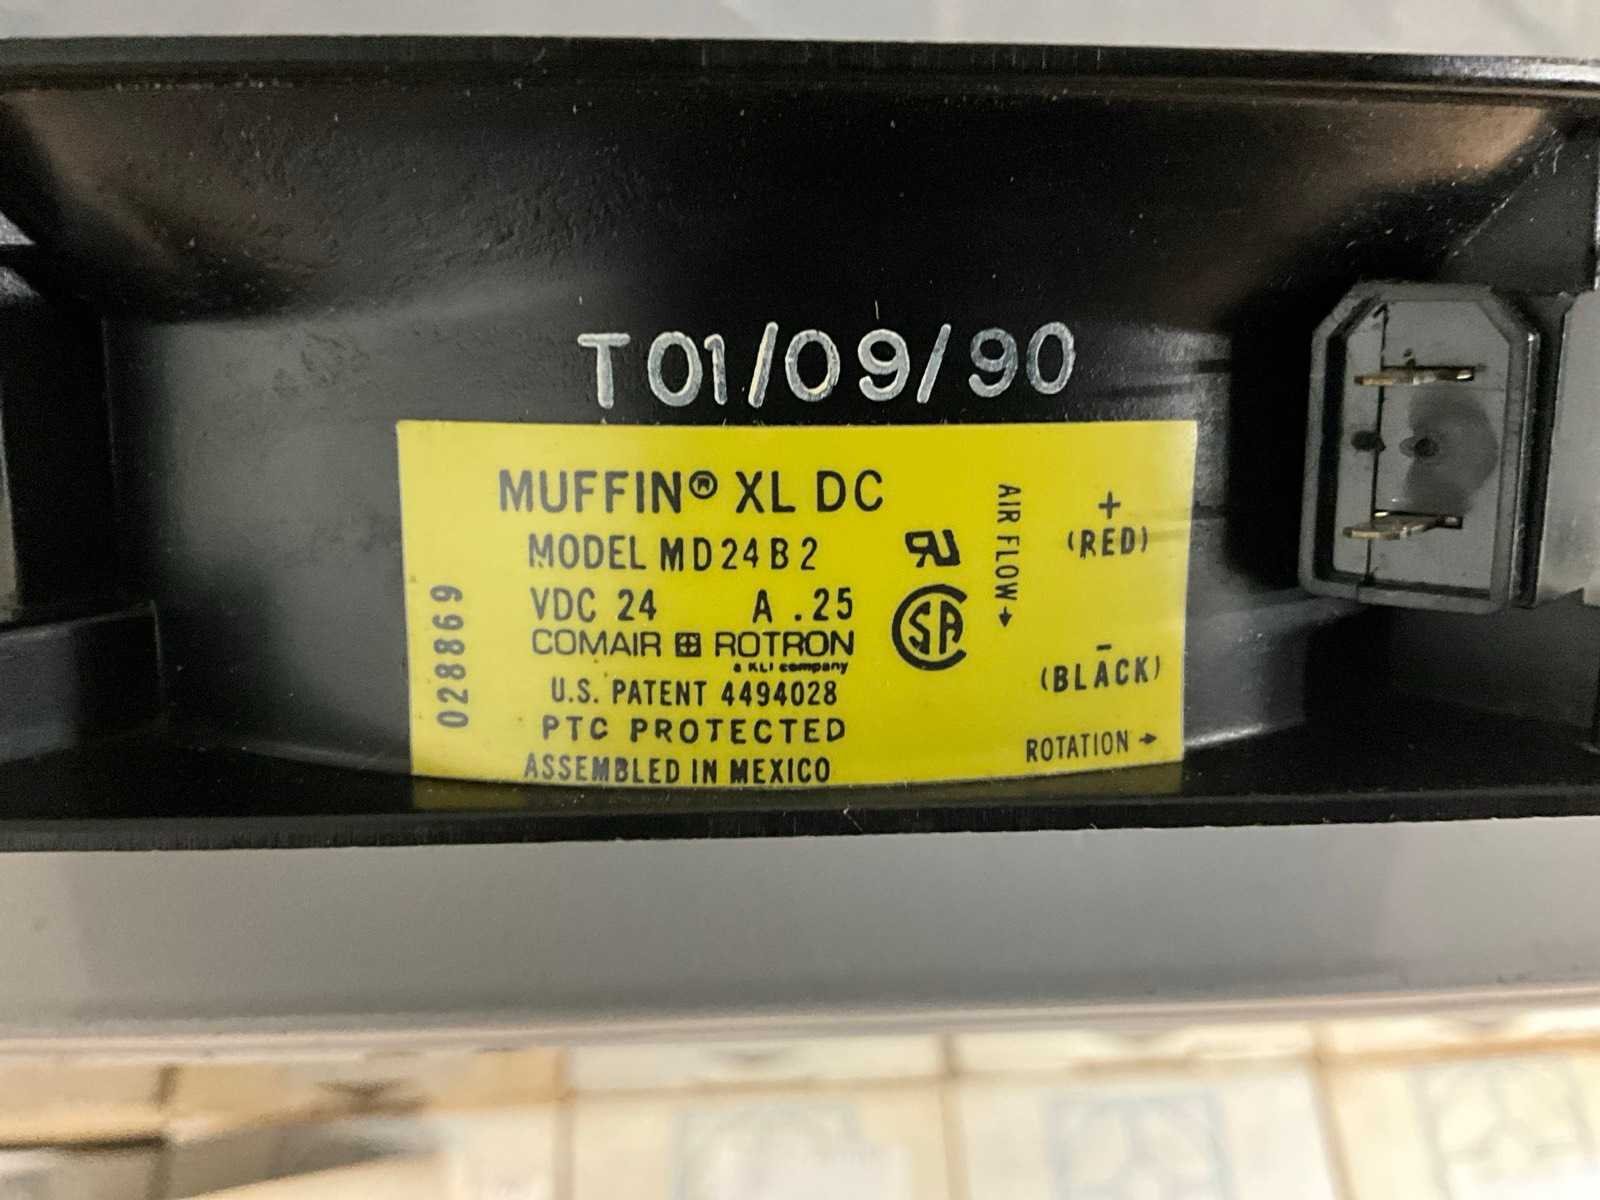 T01/09/90
MUFFIN® XL DC
MODEL MD24B2
VDC 24 A .25
COMAIR ROTRON
a KLI company
U.S. PATENT 4494028
PTC PROTECTED
ASSEMBLED IN MEXICO
028869
AIR FLOW →
+
(RED)
-
(BLACK)
ROTATION →